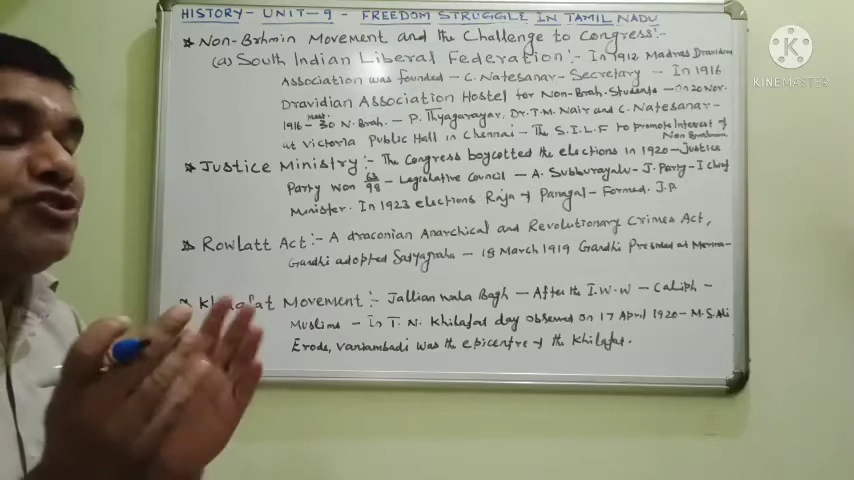 HISTORY - UNIT - 9 - FREEDOM STRUGGLE IN TAMIL NADU
* Non-Brhmin Movement and the Challenge to Congress:-
(a) South Indian Liberal Federation:- In 1912 Madras Dravidian
Association was founded - C. Natesanar - Secretary - In 1916
Dravidian Association Hostel for Non-Brah. Students - on 20 Nov.
1916 - 30 N. Brah. - P. Thyagarayar, Dr. T.M. Nair and C. Natesanar -
at Victoria Public Hall in Chennai - The S.I.L.F to promote Interest of
Non Brahmin
* Justice Ministry:- The Congress boycotted the elections in 1920 - Justice
Party won 63/98 - Legislative Council - A. Subburayalu - J. Party - I Chief
Minister. In 1923 elections Raja of Panagal - Formed. J.P
* Rowlatt Act:- A draconian Anarchical and Revolutionary Crimes Act,
Gandhi adopted Satyagraha - 18 March 1919 Gandhi at
* Khilafat Movement:- Jallian wala Bagh - After the I.W.W - Caliph -
Muslims - In T.N. Khilafat day observed on 17 April 1920 - M.S. Ali
Erode, Vaniambadi was the epicentre of the Khilafat.
KINEMASTER